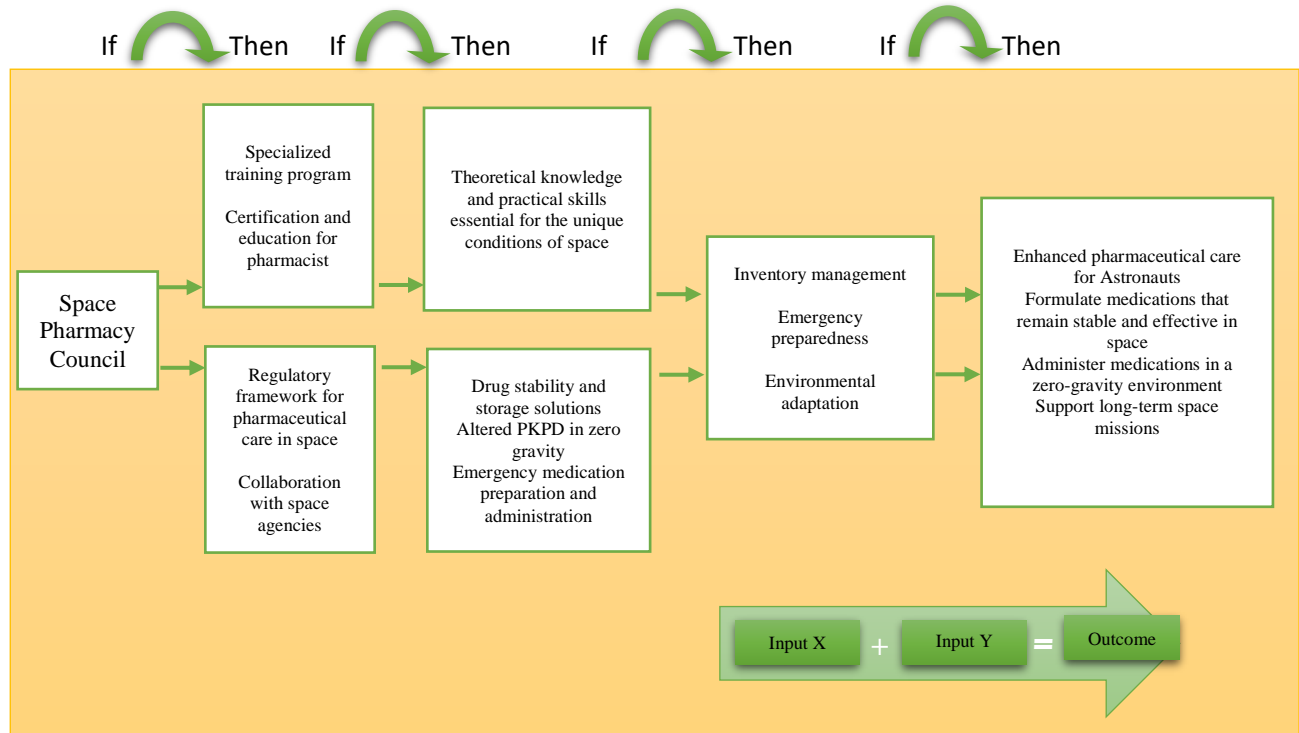 If Then If Then If Then If Then
Specialized
training program
Certification and
education for
pharmacist
Theoretical knowledge
and practical skills
essential for the unique
conditions of space
Space
Pharmacy
Council
Regulatory
framework for
pharmaceutical
care in space
Collaboration
with space
agencies
Drug stability and
storage solutions
Altered PKPD in zero
gravity
Emergency medication
preparation and
administration
Inventory management
Emergency
preparedness
Environmental
adaptation
Enhanced pharmaceutical care
for Astronauts
Formulate medications that
remain stable and effective in
space
Administer medications in a
zero-gravity environment
Support long-term space
missions
Input X + Input Y = Outcome